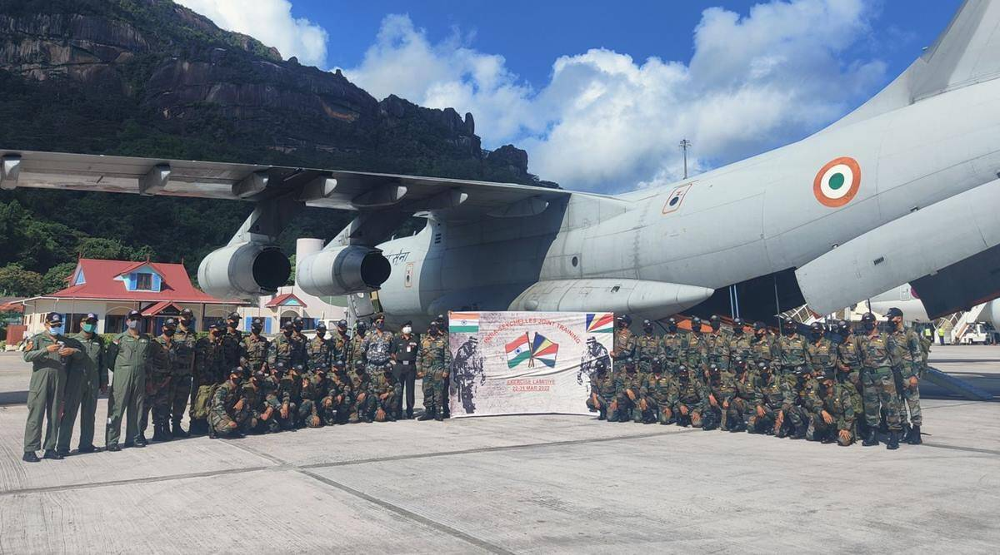 INDIA-SEYCHELLES JOINT TRAINING
EXERCISE LAMITIYE
22-31 MAR 2022
सेना